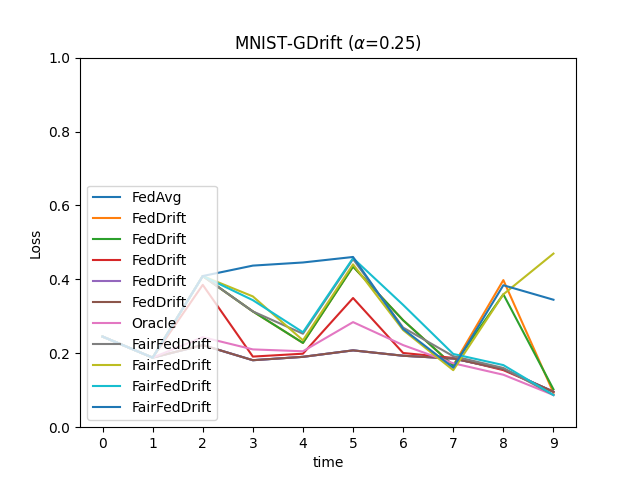 MNIST-GDrift (α=0.25)
1.0
0.8
0.6
0.4
0.2
0.0
Loss
FedAvg
FedDrift
FedDrift
FedDrift
FedDrift
FedDrift
Oracle
FairFedDrift
FairFedDrift
FairFedDrift
FairFedDrift
0 1 2 3 4 5 6 7 8 9
time